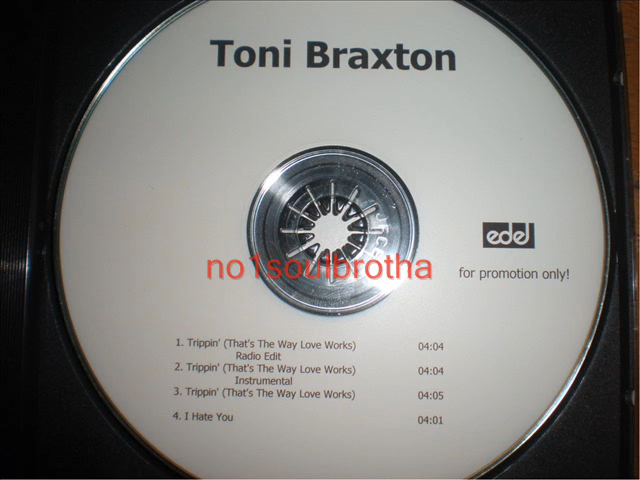 Toni Braxton
edel
no1soulbrotha
for promotion only!
1. Trippin' (That's The Way Love Works) 04:04
Radio Edit
2. Trippin' (That's The Way Love Works) 04:04
Instrumental
3. Trippin' (That's The Way Love Works) 04:05
4. I Hate You 04:01